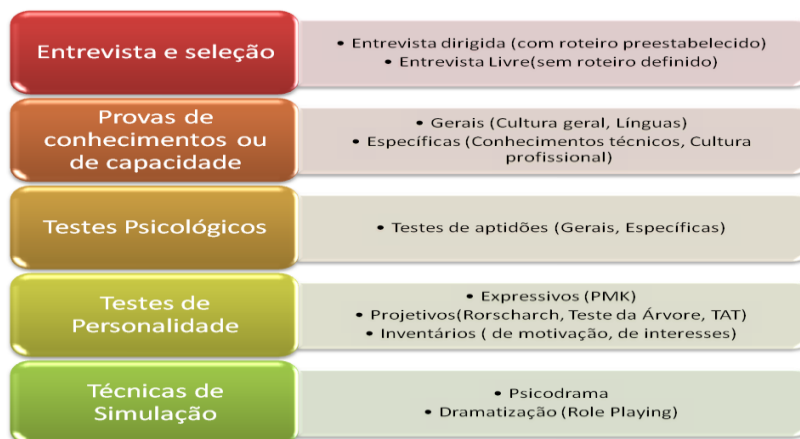 Entrevista e seleção
• Entrevista dirigida (com roteiro preestabelecido)
• Entrevista Livre(sem roteiro definido)
Provas de
conhecimentos ou
de capacidade
• Gerais (Cultura geral, Línguas)
• Específicas (Conhecimentos técnicos, Cultura
profissional)
Testes Psicológicos
• Testes de aptidões (Gerais, Específicas)
Testes de
Personalidade
• Expressivos (PMK)
• Projetivos(Rorscharch, Teste da Árvore, TAT)
• Inventários ( de motivação, de interesses)
Técnicas de
Simulação
• Psicodrama
• Dramatização (Role Playing)